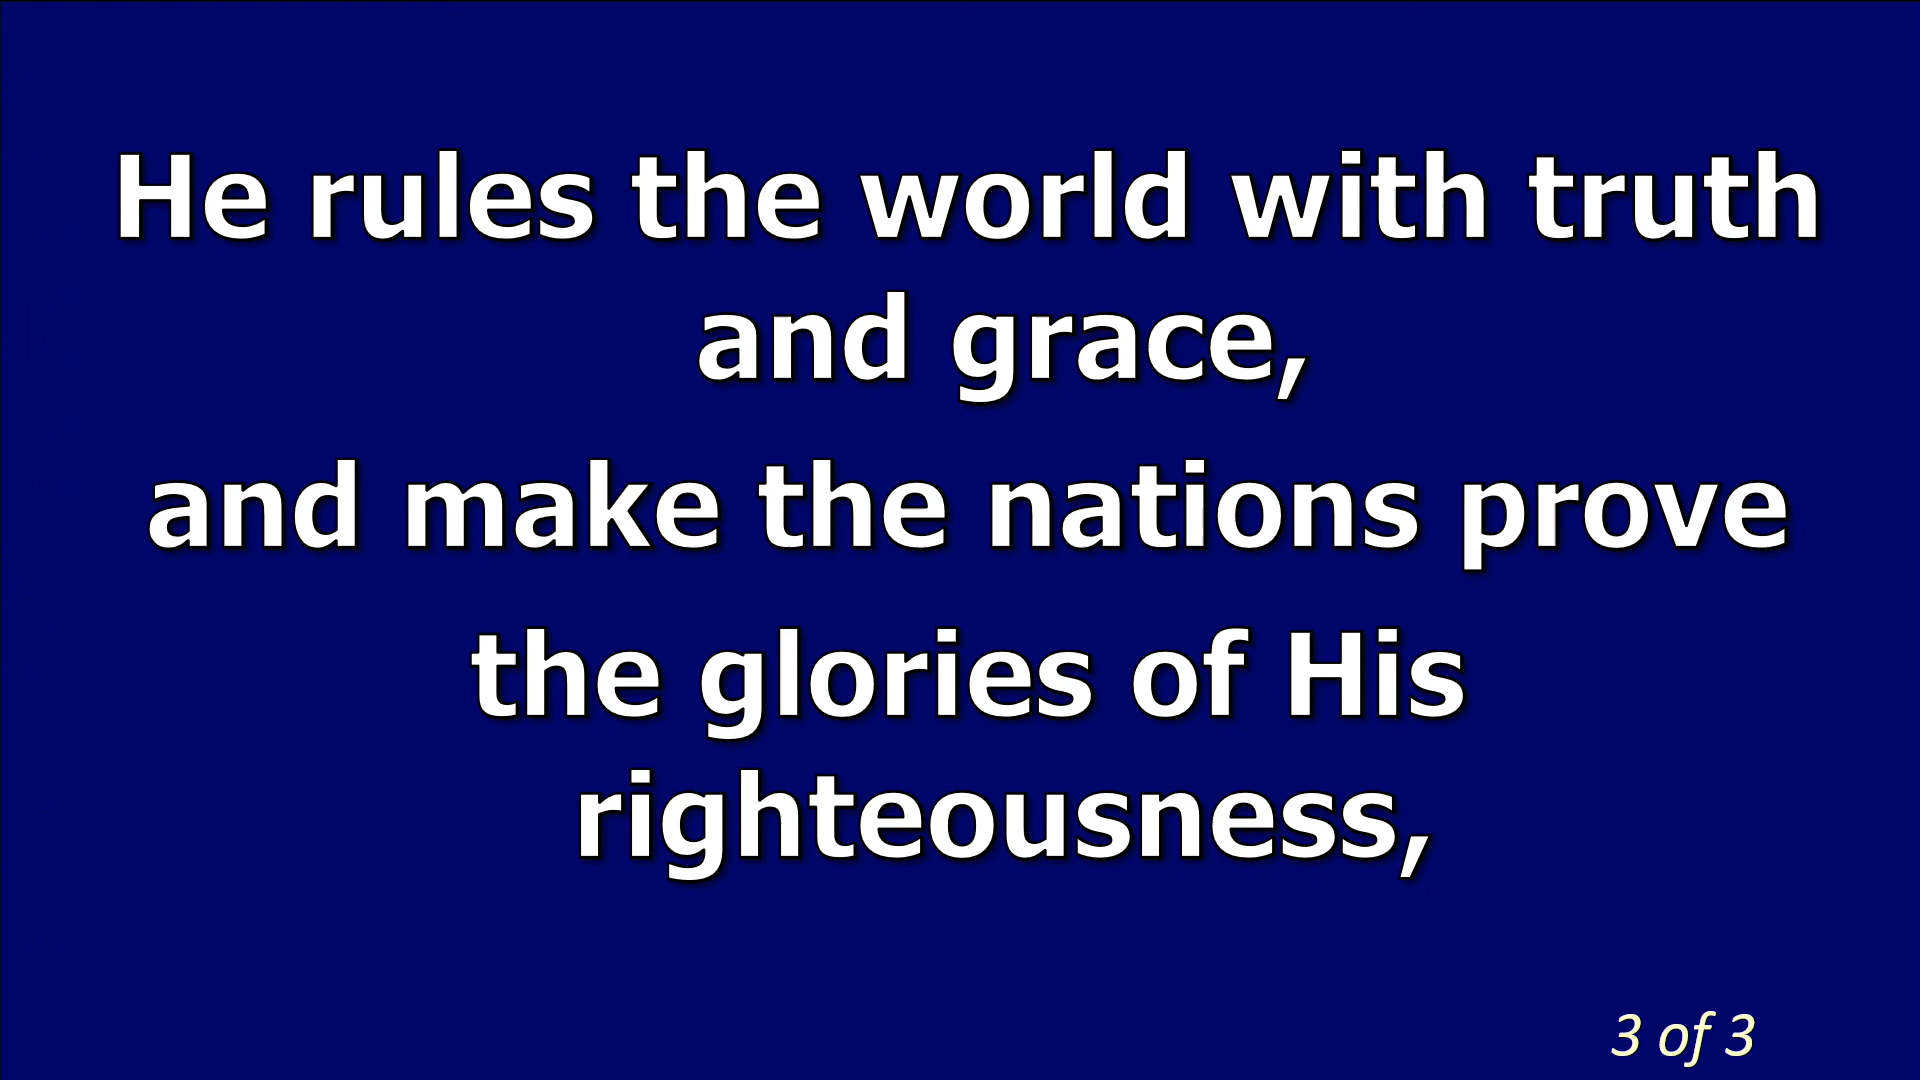 He rules the world with truth
and grace,
and make the nations prove
the glories of His
righteousness,
3 of 3